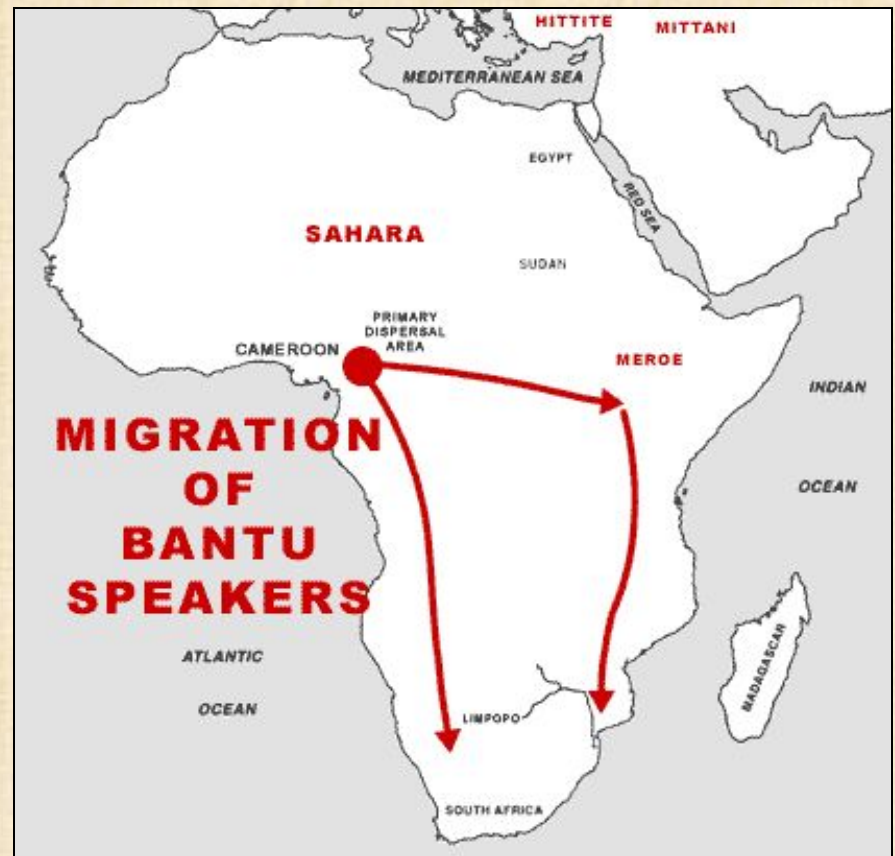 HITTITE
MITTANI
MEDITERRANEAN SEA
EGYPT
RED SEA
SAHARA
SUDAN
PRIMARY
DISPERSAL
AREA
CAMEROON
MEROE
INDIAN
OCEAN
MIGRATION
OF
BANTU
SPEAKERS
ATLANTIC
OCEAN
MADAGASCAR
LIMPOPO
SOUTH AFRICA